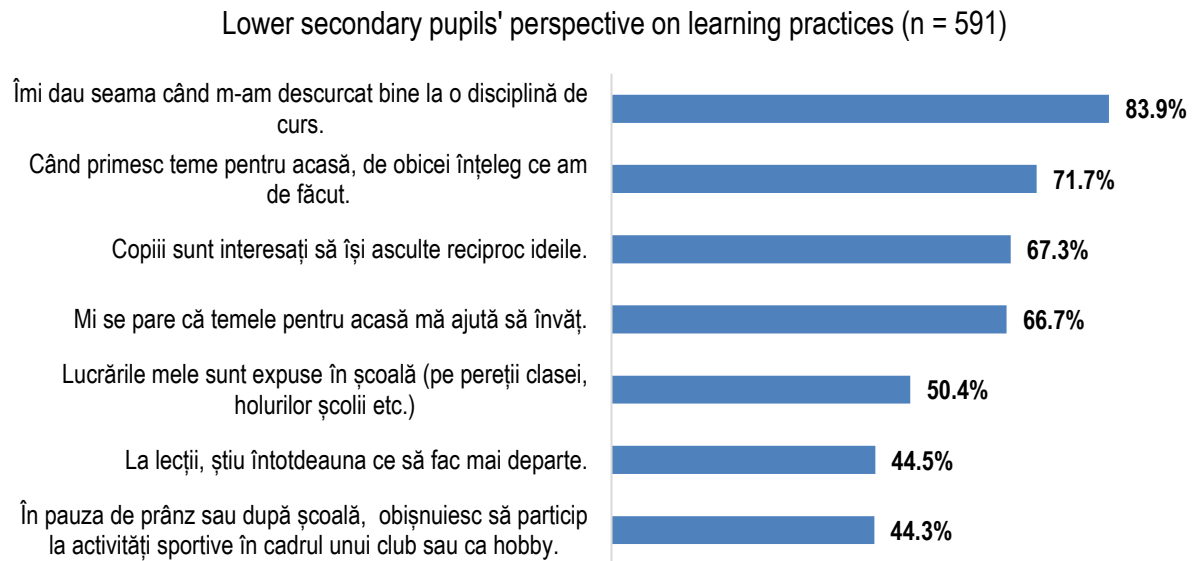 Lower secondary pupils' perspective on learning practices (n = 591)
Îmi dau seama când m-am descurcat bine la o disciplină de
curs.
83.9%
Când primesc teme pentru acasă, de obicei înțeleg ce am
de făcut.
71.7%
Copiii sunt interesați să își asculte reciproc ideile.
67.3%
Mi se pare că temele pentru acasă mă ajută să învăț.
66.7%
Lucrările mele sunt expuse în școală (pe pereții clasei,
holurilor școlii etc.)
50.4%
La lecții, știu întotdeauna ce să fac mai departe.
44.5%
În pauza de prânz sau după școală,  obișnuiesc să particip
la activități sportive în cadrul unui club sau ca hobby.
44.3%